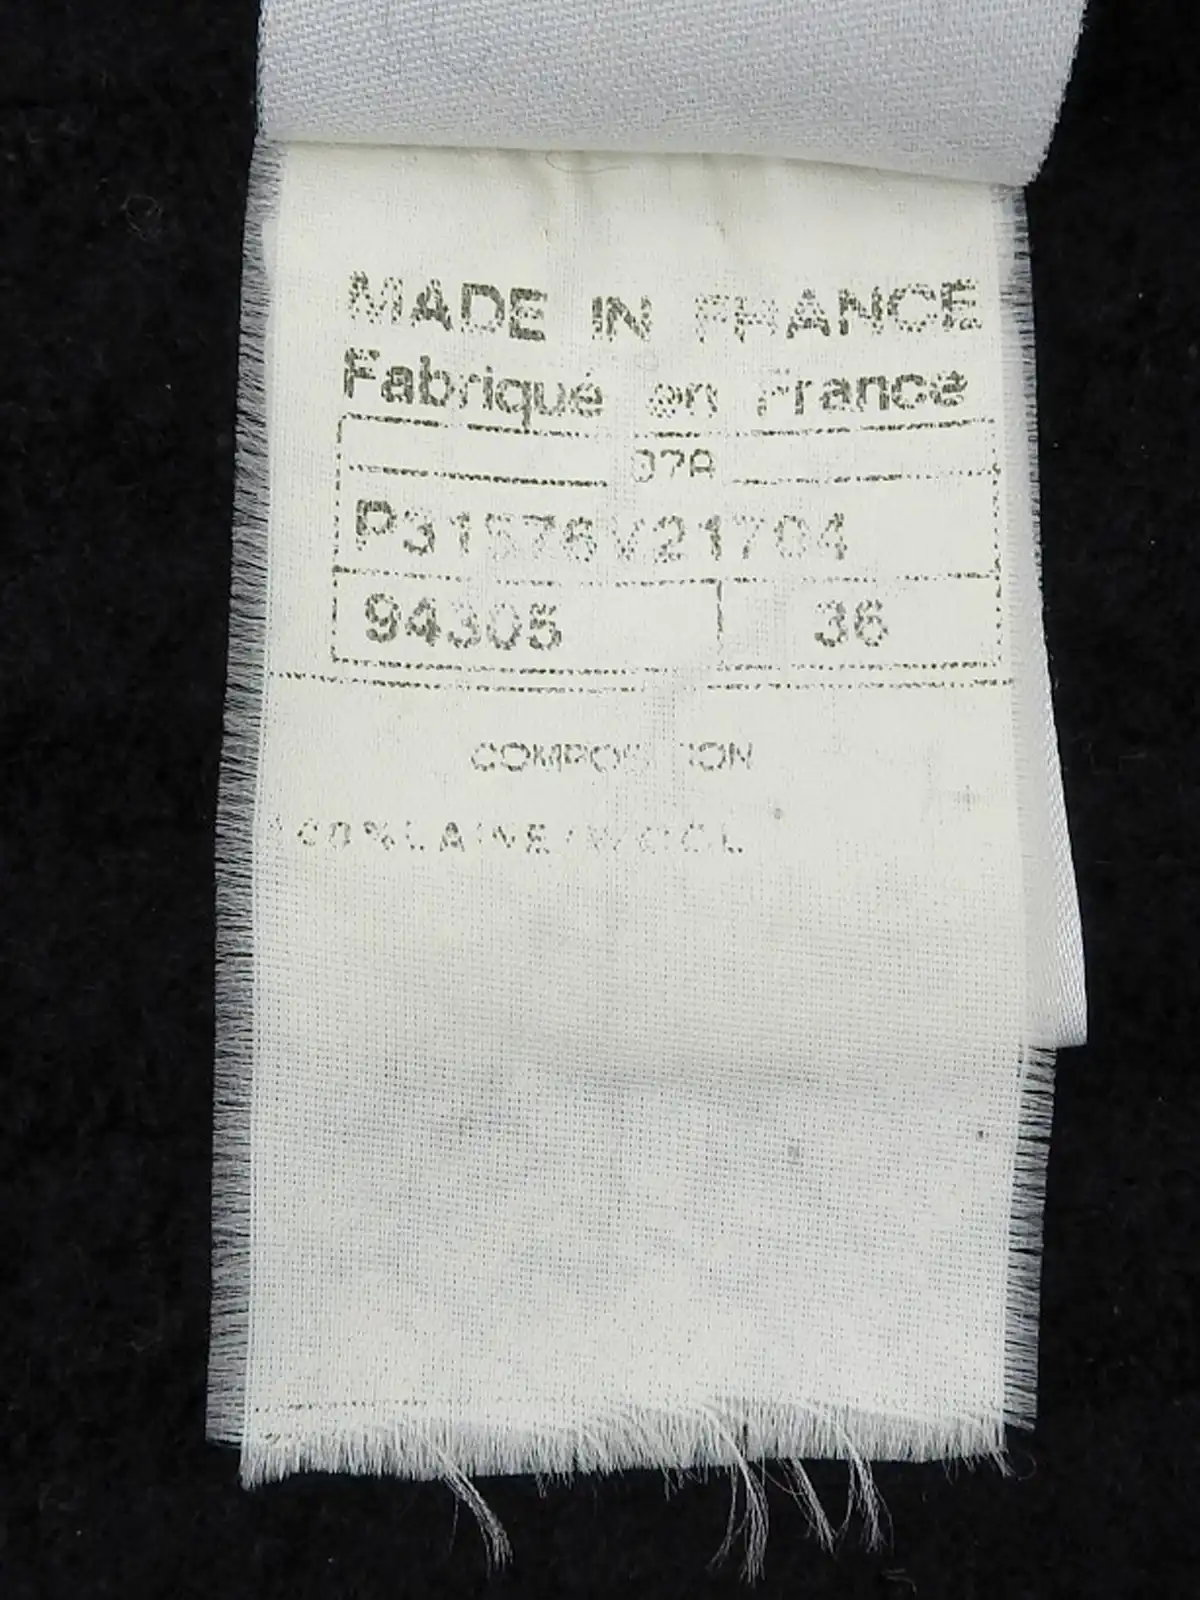 MADE IN FRANCE
Fabriqué en France
07A
P31576V21704
94305 36
COMPOSITION
100%LAINE/WOOL